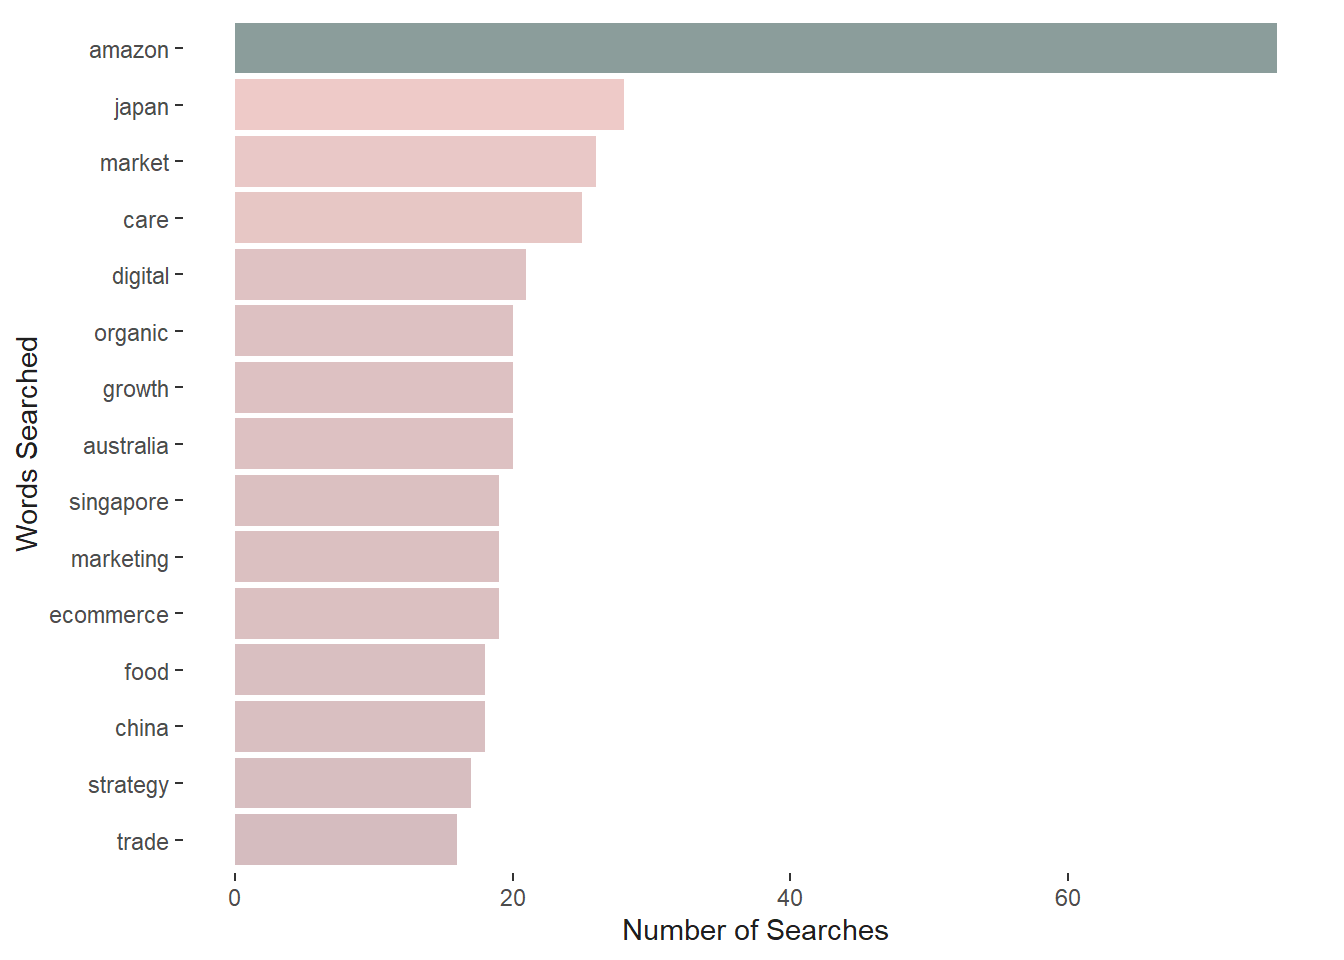 Words Searched
amazon
japan
market
care
digital
organic
growth
australia
singapore
marketing
ecommerce
food
china
strategy
trade
0 20 40 60
Number of Searches